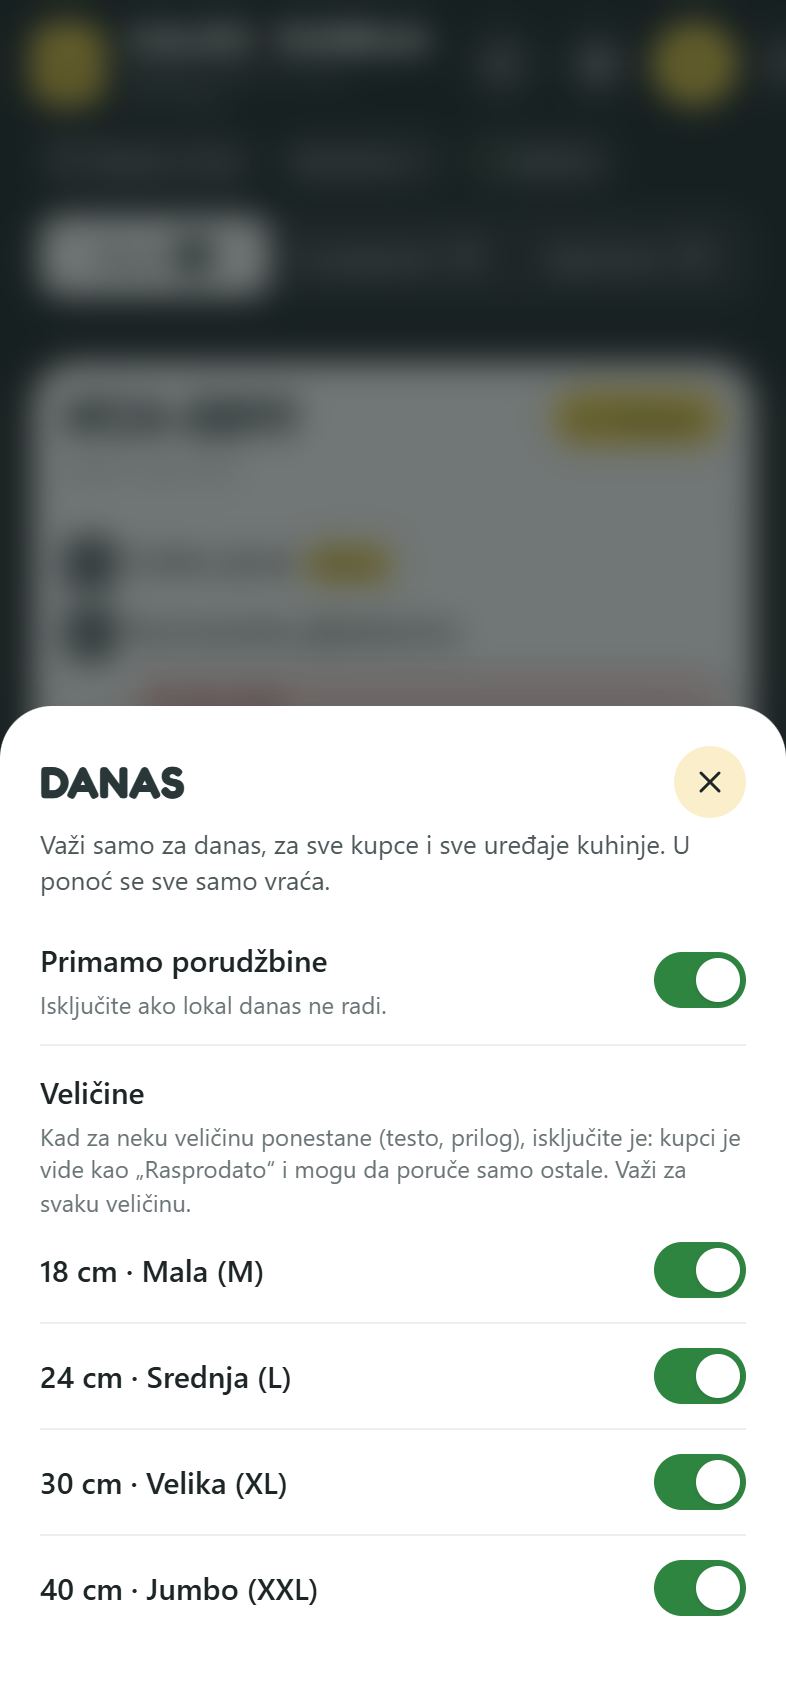 DANAS
Važi samo za danas, za sve kupce i sve uređaje kuhinje. U
ponoć se sve samo vraća.
Primamo porudžbine
Isključite ako lokal danas ne radi.
Veličine
Kad za neku veličinu ponestane (testo, prilog), isključite je: kupci je
vide kao „Rasprodato“ i mogu da poruče samo ostale. Važi za
svaku veličinu.
18 cm · Mala (M)
24 cm · Srednja (L)
30 cm · Velika (XL)
40 cm · Jumbo (XXL)